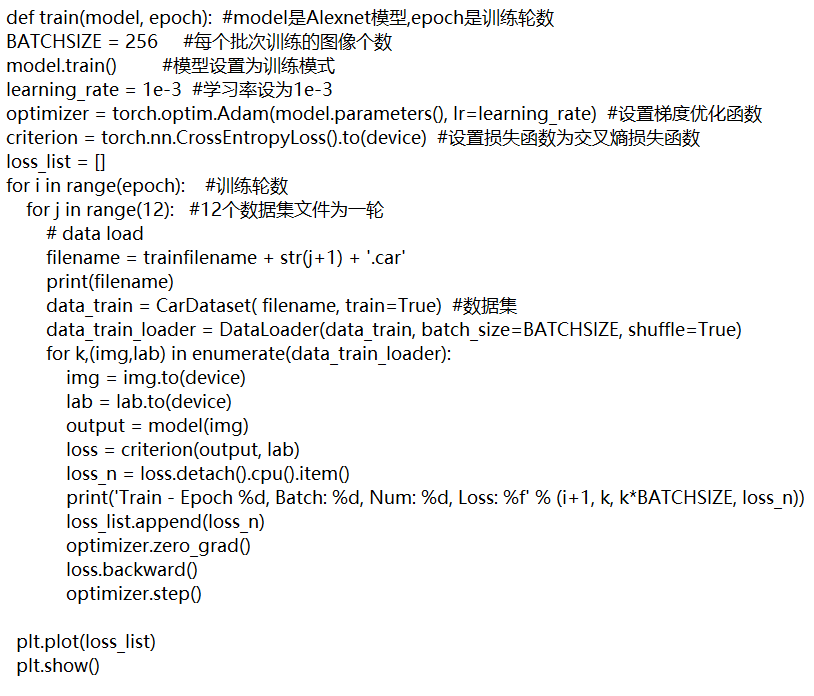 def train(model, epoch):  #model是Alexnet模型,epoch是训练轮数
BATCHSIZE = 256     #每个批次训练的图像个数
model.train()         #模型设置为训练模式
learning_rate = 1e-3  #学习率设为1e-3
optimizer = torch.optim.Adam(model.parameters(), lr=learning_rate)  #设置梯度优化函数
criterion = torch.nn.CrossEntropyLoss().to(device)  #设置损失函数为交叉熵损失函数
loss_list = []
for i in range(epoch):    #训练轮数
    for j in range(12):   #12个数据集文件为一轮
        # data load
        filename = trainfilename + str(j+1) + '.car'
        print(filename)
        data_train = CarDataset( filename, train=True)  #数据集
        data_train_loader = DataLoader(data_train, batch_size=BATCHSIZE, shuffle=True)
        for k,(img,lab) in enumerate(data_train_loader):
            img = img.to(device)
            lab = lab.to(device)
            output = model(img)
            loss = criterion(output, lab)
            loss_n = loss.detach().cpu().item()
            print('Train - Epoch %d, Batch: %d, Num: %d, Loss: %f' % (i+1, k, k*BATCHSIZE, loss_n))
            loss_list.append(loss_n)
            optimizer.zero_grad()
            loss.backward()
            optimizer.step()
  plt.plot(loss_list)
  plt.show()